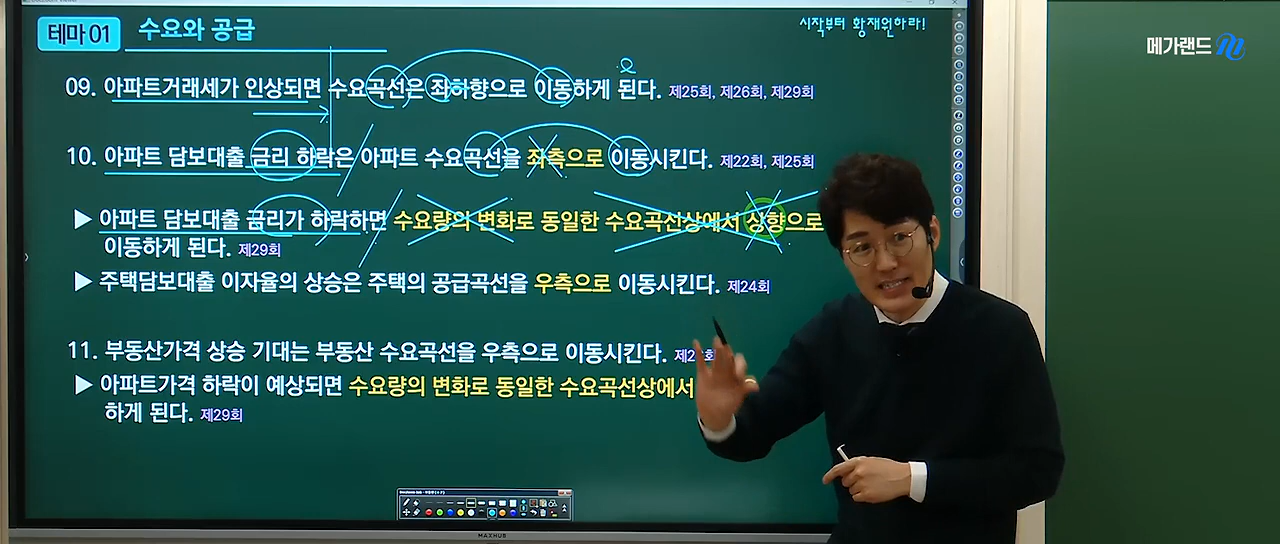 테마 01 수요와 공급
시작부터 황재원하라!
메가랜드
09. 아파트거래세가 인상되면 수요곡선은 좌하향으로 이동하게 된다. 제25회, 제26회, 제29회
10. 아파트 담보대출 금리 하락은 아파트 수요곡선을 좌측으로 이동시킨다. 제22회, 제25회
▶ 아파트 담보대출 금리가 하락하면 수요량의 변화로 동일한 수요곡선상에서 상향으로
이동하게 된다. 제29회
▶ 주택담보대출 이자율의 상승은 주택의 공급곡선을 우측으로 이동시킨다. 제24회
11. 부동산가격 상승 기대는 부동산 수요곡선을 우측으로 이동시킨다.
▶ 아파트가격 하락이 예상되면 수요량의 변화로 동일한 수요곡선상에서
하게 된다. 제29회
MAXHUB